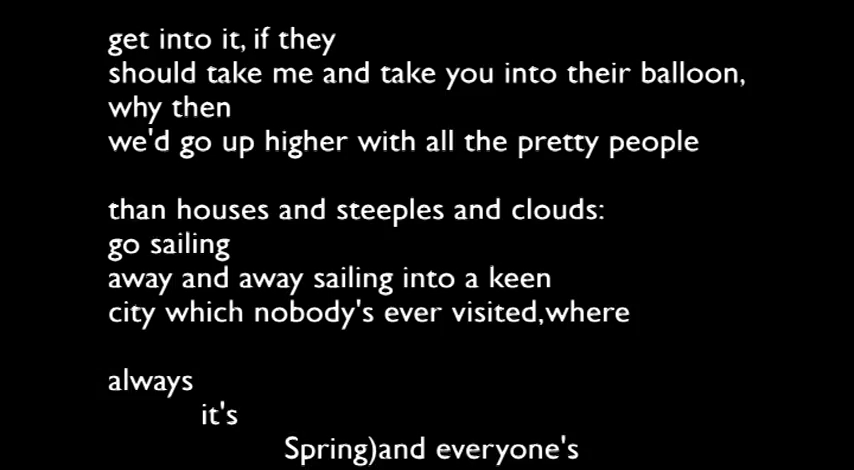 get into it, if they
should take me and take you into their balloon,
why then
we'd go up higher with all the pretty people
than houses and steeples and clouds:
go sailing
away and away sailing into a keen
city which nobody's ever visited,where
always
it's
Spring)and everyone's